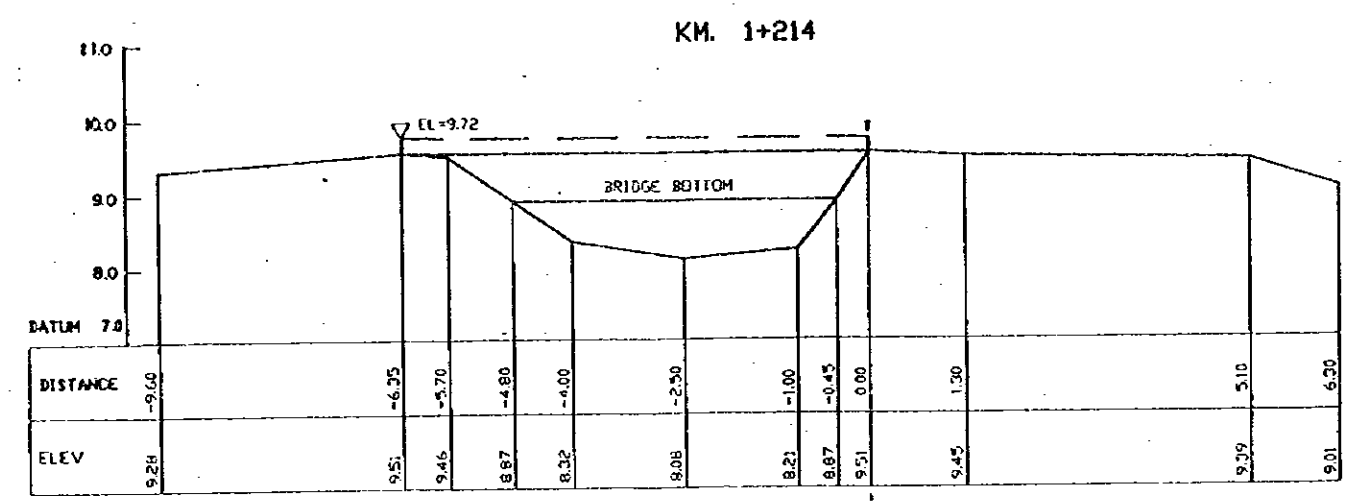 KM. 1+214
11.0
10.0
EL=9.72
9.0
BRIDGE BOTTOM
8.0
DATUM 7.0
DISTANCE -9.60 -6.35 -5.70 -4.80 -4.00 -2.50 -1.00 -0.45 0.00 1.30 5.10 6.30
ELEV 9.28 9.51 9.46 8.87 8.32 8.08 8.21 8.87 9.51 9.45 9.39 9.01